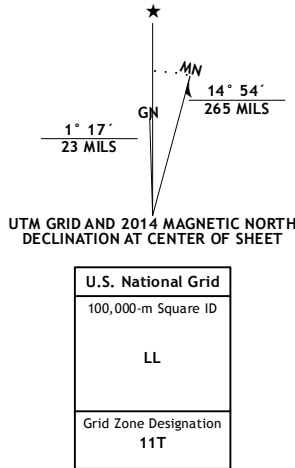 ★
MN
GN
14° 54´
265 MILS
1° 17´
23 MILS
UTM GRID AND 2014 MAGNETIC NORTH
DECLINATION AT CENTER OF SHEET
U.S. National Grid
100,000-m Square ID
LL
Grid Zone Designation
11T